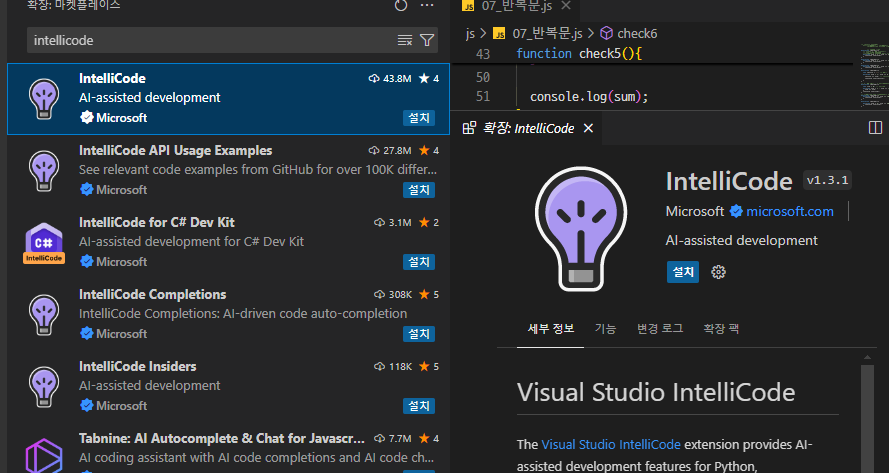 확장: 마켓플레이스
intellicode
IntelliCode 43.8M ★ 4
AI-assisted development
Microsoft 설치
IntelliCode API Usage Examples 27.8M ★ 4
See relevant code examples from GitHub for over 100K differ...
Microsoft 설치
IntelliCode for C# Dev Kit 3.1M ★ 2
AI-assisted development for C# Dev Kit
Microsoft 설치
C#
IntelliCode
IntelliCode Completions 308K ★ 5
IntelliCode Completions: AI-driven code auto-completion
Microsoft 설치
IntelliCode Insiders 118K ★ 5
AI-assisted development
Microsoft 설치
Tabnine: AI Autocomplete & Chat for Javascr... 7.7M ★ 4
AI coding assistant with AI code completions and AI code ch...
JS 07_반복문.js ×
js > JS 07_반복문.js > check6
43 function check5(){
50
51 console.log(sum);
확장: IntelliCode ×
IntelliCode v1.3.1
Microsoft microsoft.com
AI-assisted development
설치
세부 정보 기능 변경 로그 확장 팩
Visual Studio IntelliCode
The Visual Studio IntelliCode extension provides AI-
assisted development features for Python,